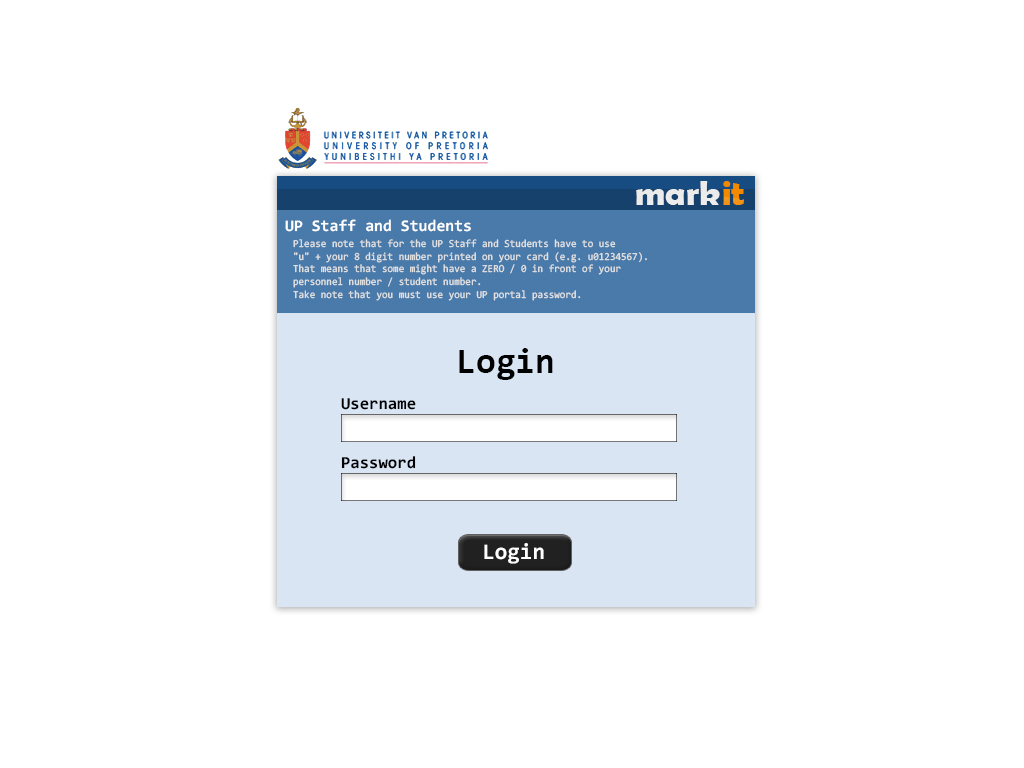 UNIVERSITEIT VAN PRETORIA
UNIVERSITY OF PRETORIA
YUNIBESITHI YA PRETORIA
markit
UP Staff and Students
Please note that for the UP Staff and Students have to use
"u" + your 8 digit number printed on your card (e.g. u01234567).
That means that some might have a ZERO / 0 in front of your
personnel number / student number.
Take note that you must use your UP portal password.
Login
Username
Password
Login